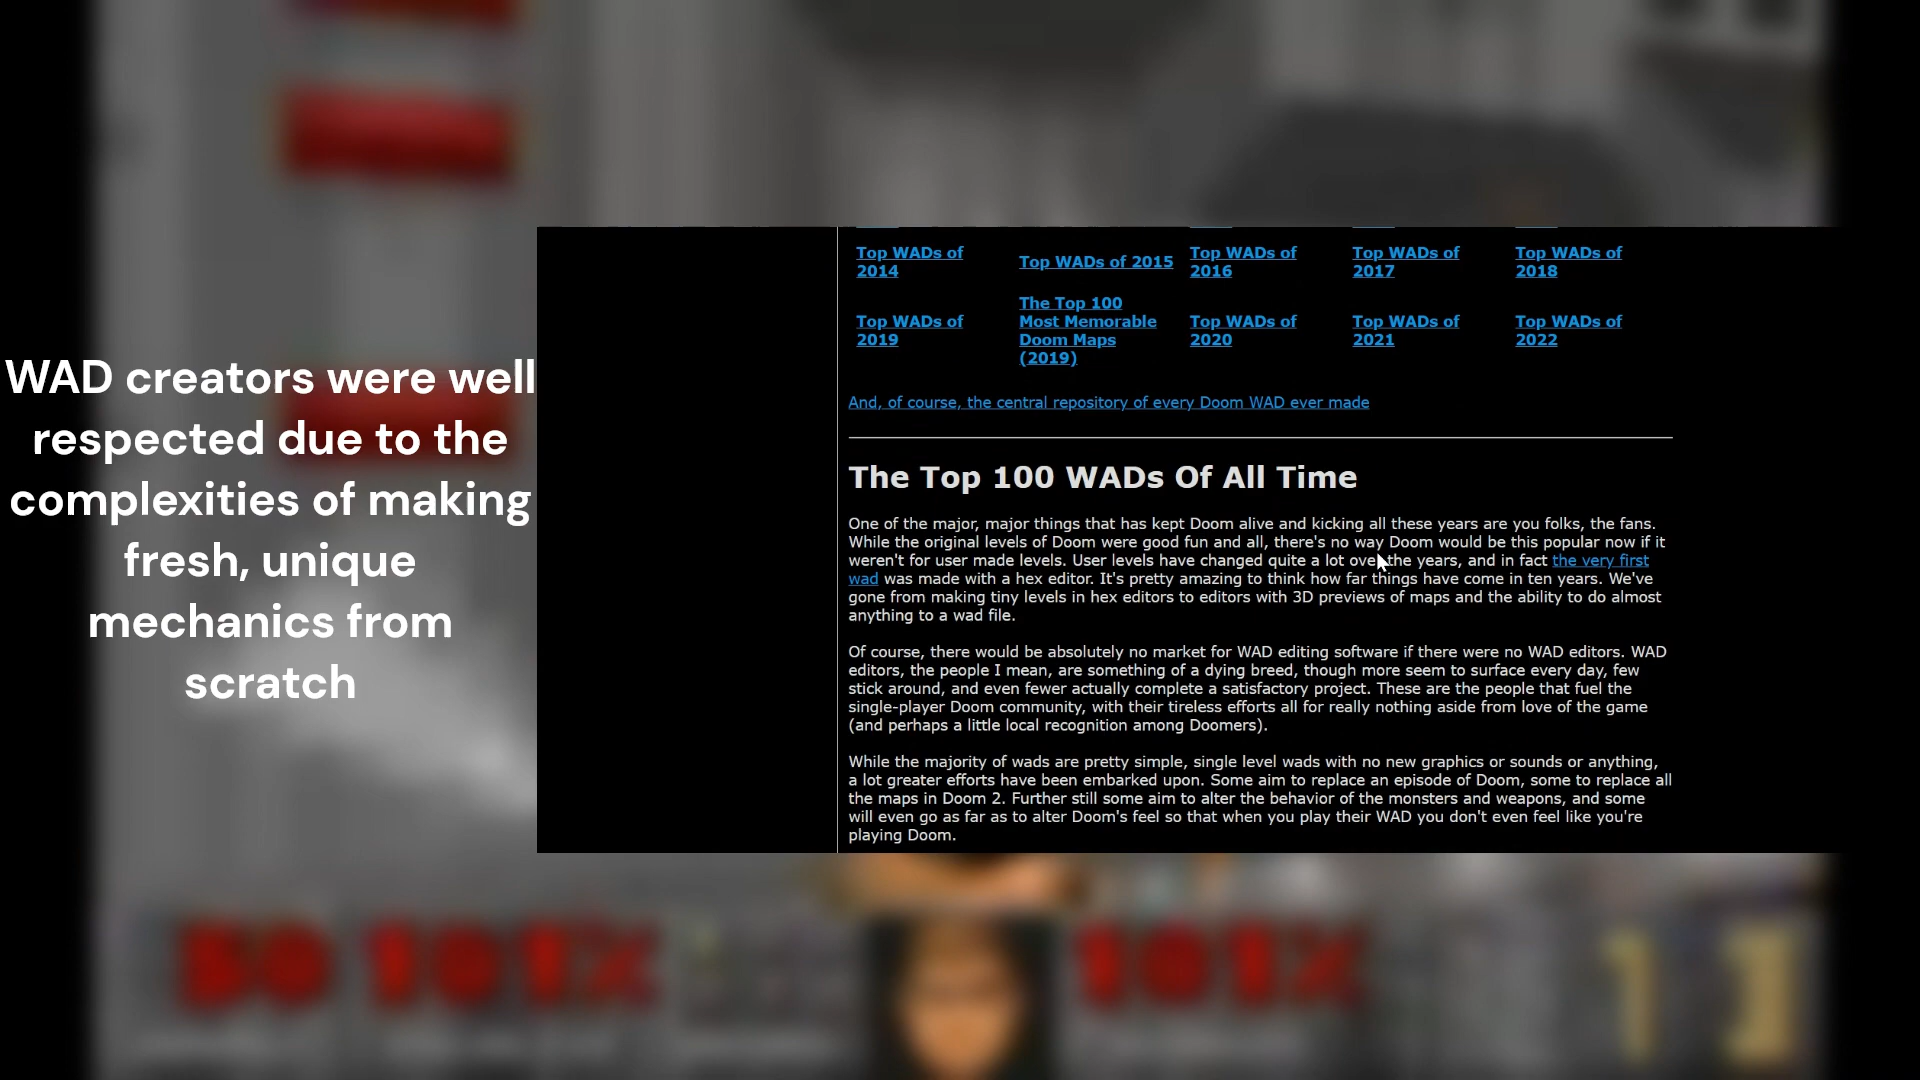 WAD creators were well
respected due to the
complexities of making
fresh, unique
mechanics from
scratch
Top WADs of
2014
Top WADs of 2015
Top WADs of
2016
Top WADs of
2017
Top WADs of
2018
Top WADs of
2019
The Top 100
Most Memorable
Doom Maps
(2019)
Top WADs of
2020
Top WADs of
2021
Top WADs of
2022
And, of course, the central repository of every Doom WAD ever made
The Top 100 WADs Of All Time
One of the major, major things that has kept Doom alive and kicking all these years are you folks, the fans.
While the original levels of Doom were good fun and all, there's no way Doom would be this popular now if it
weren't for user made levels. User levels have changed quite a lot over the years, and in fact the very first
wad was made with a hex editor. It's pretty amazing to think how far things have come in ten years. We've
gone from making tiny levels in hex editors to editors with 3D previews of maps and the ability to do almost
anything to a wad file.
Of course, there would be absolutely no market for WAD editing software if there were no WAD editors. WAD
editors, the people I mean, are something of a dying breed, though more seem to surface every day, few
stick around, and even fewer actually complete a satisfactory project. These are the people that fuel the
single-player Doom community, with their tireless efforts all for really nothing aside from love of the game
(and perhaps a little local recognition among Doomers).
While the majority of wads are pretty simple, single level wads with no new graphics or sounds or anything,
a lot greater efforts have been embarked upon. Some aim to replace an episode of Doom, some to replace all
the maps in Doom 2. Further still some aim to alter the behavior of the monsters and weapons, and some
will even go as far as to alter Doom's feel so that when you play their WAD you don't even feel like you're
playing Doom.
50 101% 101%